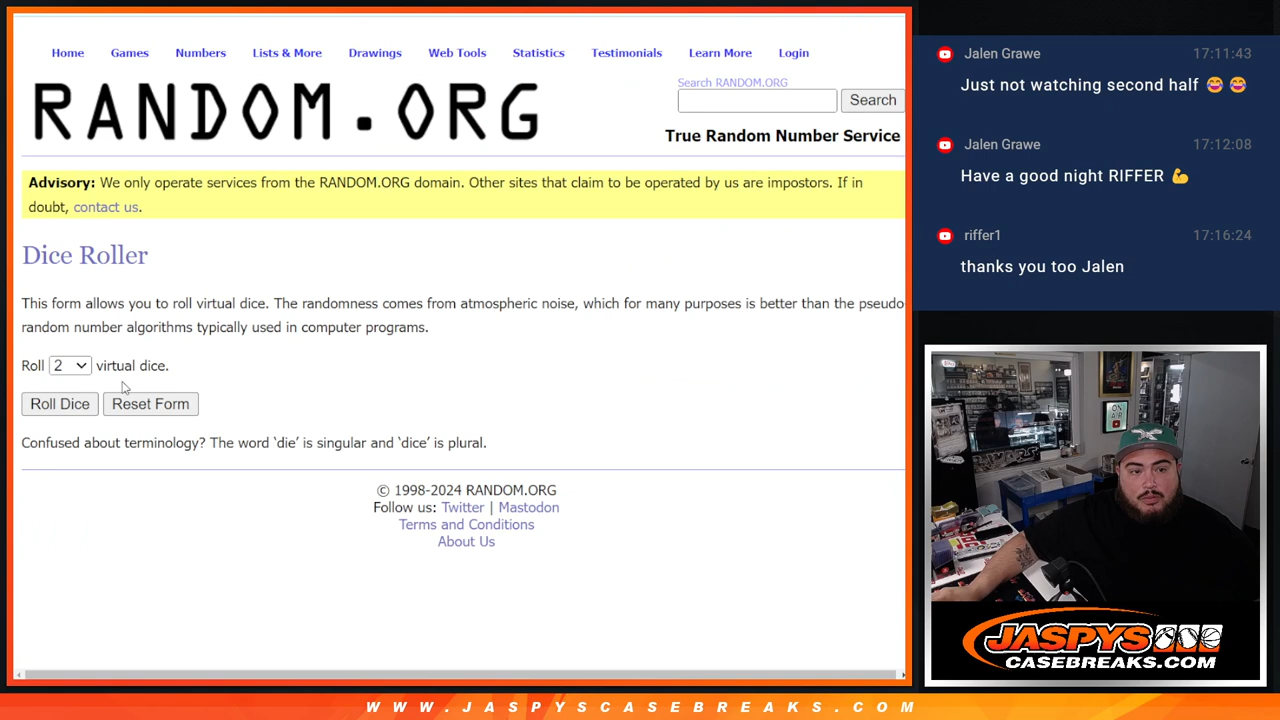 Home Games Numbers Lists & More Drawings Web Tools Statistics Testimonials Learn More Login
RANDOM.ORG
Search RANDOM.ORG
Search
True Random Number Service
Advisory: We only operate services from the RANDOM.ORG domain. Other sites that claim to be operated by us are impostors. If in
doubt, contact us.
Dice Roller
This form allows you to roll virtual dice. The randomness comes from atmospheric noise, which for many purposes is better than the pseudo-
random number algorithms typically used in computer programs.
Roll 2 virtual dice.
Roll Dice Reset Form
Confused about terminology? The word ‘die’ is singular and ‘dice’ is plural.
© 1998-2024 RANDOM.ORG
Follow us: Twitter | Mastodon
Terms and Conditions
About Us
Jalen Grawe 17:11:43
Just not watching second half 😂 😂
Jalen Grawe 17:12:08
Have a good night RIFFER 💪
riffer1 17:16:24
thanks you too Jalen
ON
AIR
JASPYS
CASEBREAKS.COM
WWW.JASPYSCASEBREAKS.COM